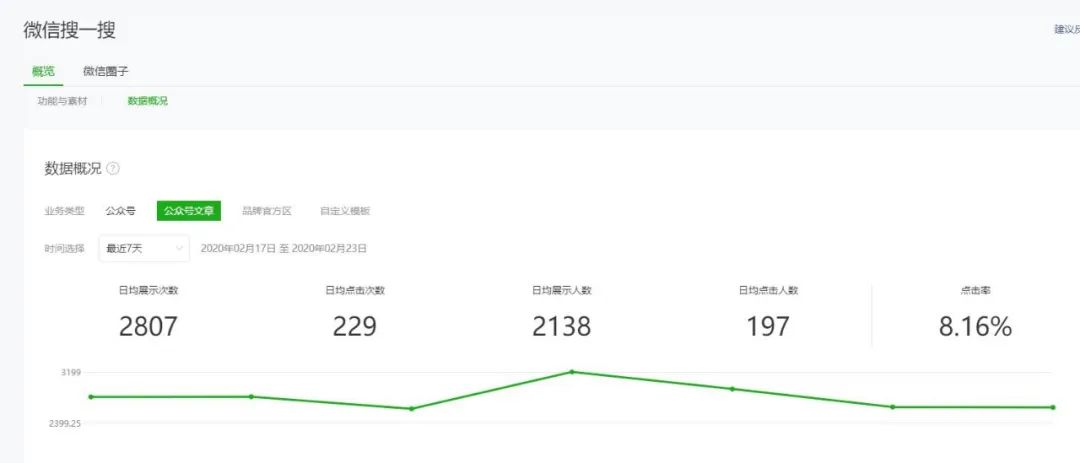 微信搜一搜
建议反
概览 微信圈子
功能与素材 数据概况
数据概况 ?
业务类型 公众号 公众号文章 品牌官方区 自定义模板
时间选择 最近7天 2020年02月17日 至 2020年02月23日
日均展示次数 日均点击次数 日均展示人数 日均点击人数 点击率
2807 229 2138 197 8.16%
3199
2399.25